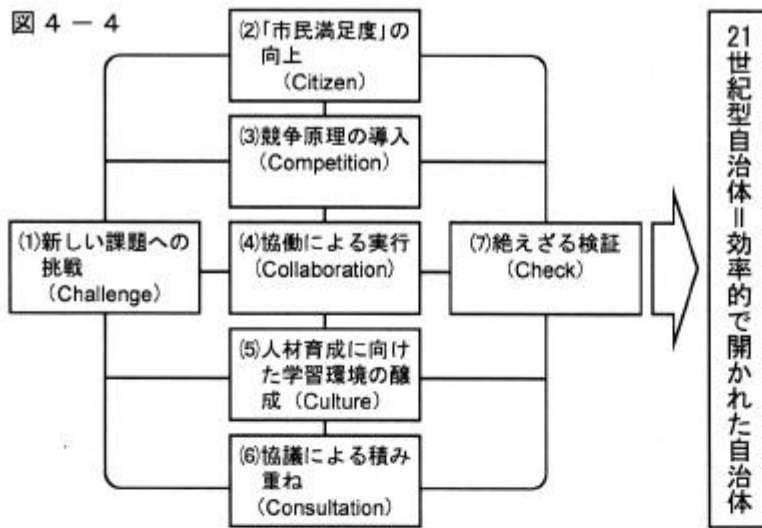 図4-4
(1)新しい課題への
挑戦
(Challenge)
(2)「市民満足度」の
向上
(Citizen)
(3)競争原理の導入
(Competition)
(4)協働による実行
(Collaboration)
(5)人材育成に向け
た学習環境の醸
成（Culture）
(6)協議による積み
重ね
(Consultation)
(7)絶えざる検証
(Check)
21世紀型自治体＝効率的で開かれた自治体